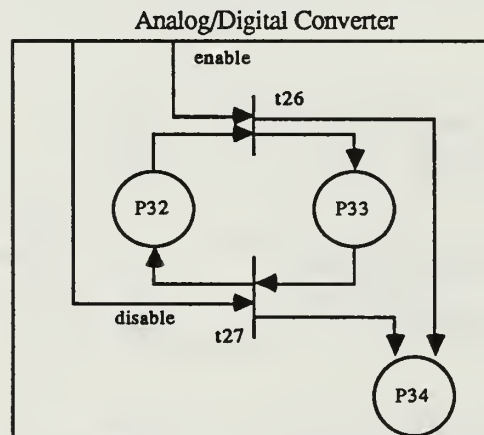 Analog/Digital Converter
enable
t26
P32
P33
disable
t27
P34